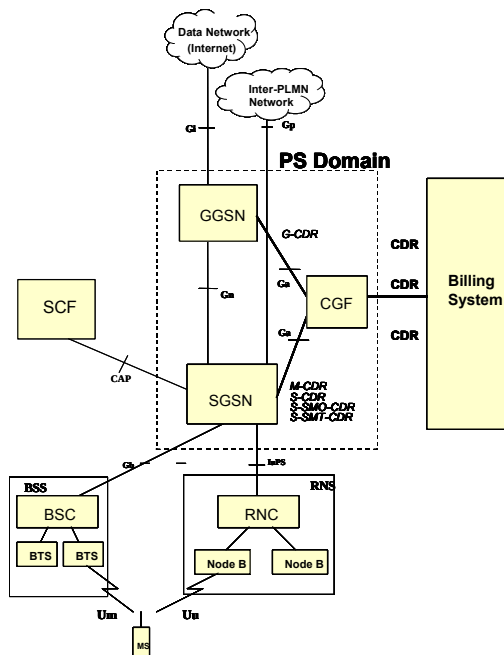 Data Network
(Internet)
Inter-PLMN
Network
Gi
Gp
PS Domain
GGSN
G-CDR
CDR
Ga
Gn
SCF
CGF
CDR
Billing
System
Ga
CDR
CAP
SGSN
M-CDR
S-CDR
S-SMO-CDR
S-SMT-CDR
Gb
IuPS
BSS
RNS
BSC
RNC
BTS
BTS
Node B
Node B
Um
Uu
MS